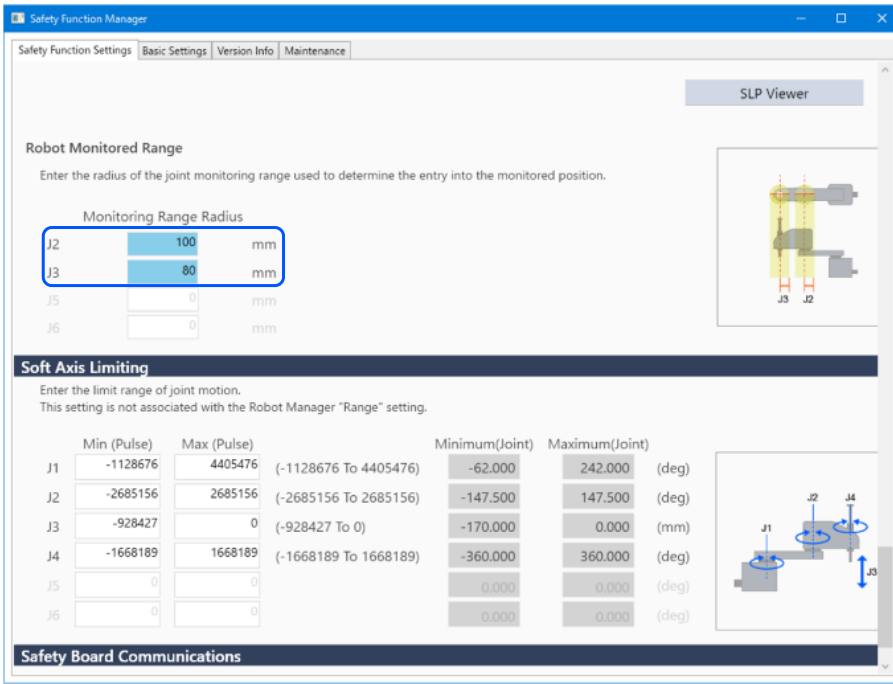 Safety Function Manager
Safety Function Settings Basic Settings Version Info Maintenance
SLP Viewer
Robot Monitored Range
Enter the radius of the joint monitoring range used to determine the entry into the monitored position.
Monitoring Range Radius
J2 100 mm
J3 80 mm
J5 0 mm
J6 0 mm
J3 J2
Soft Axis Limiting
Enter the limit range of joint motion.
This setting is not associated with the Robot Manager "Range" setting.
Min (Pulse) Max (Pulse) Minimum(Joint) Maximum(Joint)
J1 -1128676 4405476 (-1128676 To 4405476) -62.000 242.000 (deg)
J2 -2685156 2685156 (-2685156 To 2685156) -147.500 147.500 (deg)
J3 -928427 0 (-928427 To 0) -170.000 0.000 (mm)
J4 -1668189 1668189 (-1668189 To 1668189) -360.000 360.000 (deg)
J5 0 0 0.000 0.000 (deg)
J6 0 0 0.000 0.000 (deg)
J2 J4
J1
J3
Safety Board Communications